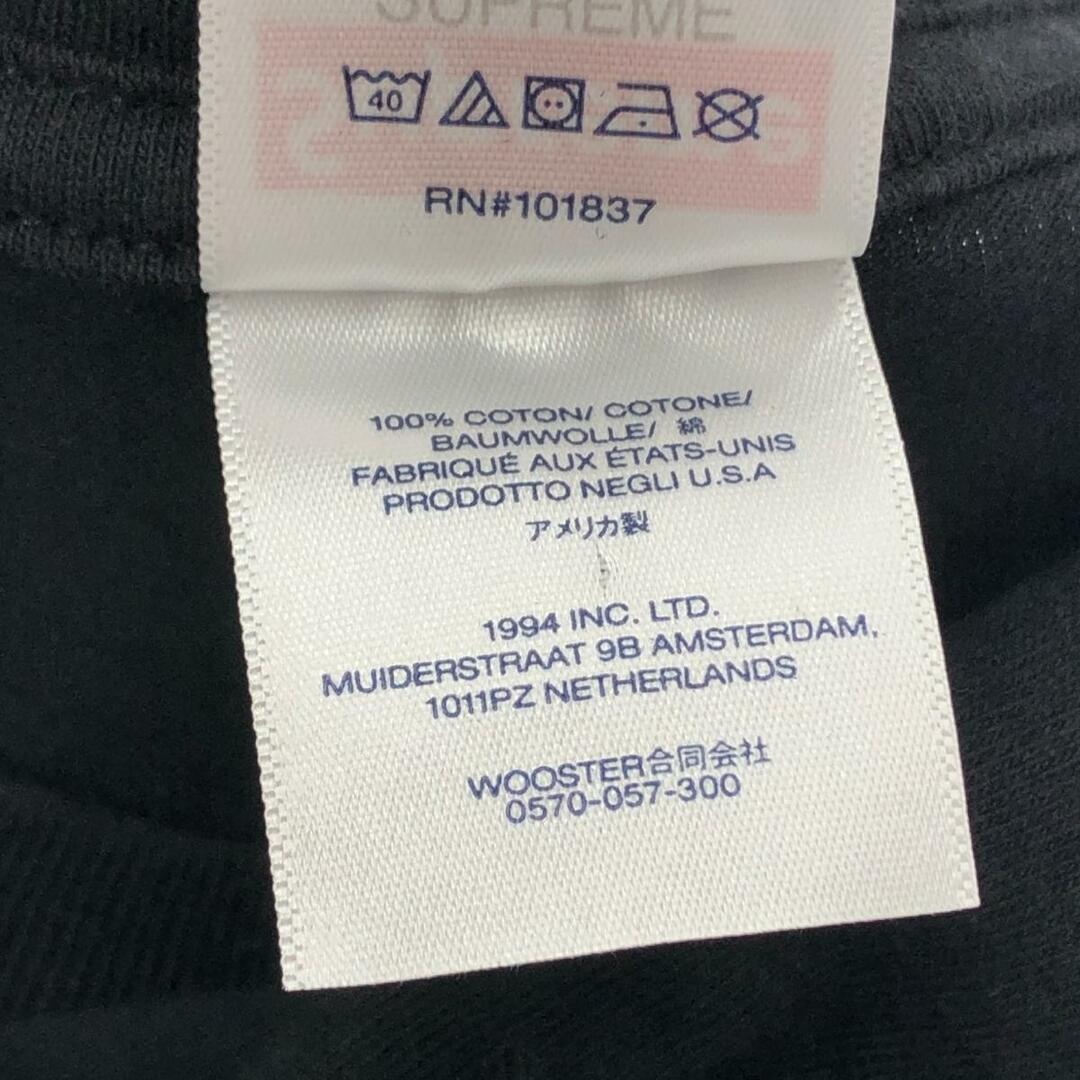 SUPREME
40
RN#101837
100% COTON/ COTONE/
BAUMWOLLE/ 綿
FABRIQUÉ AUX ÉTATS-UNIS
PRODOTTO NEGLI U.S.A
アメリカ製
1994 INC. LTD.
MUIDERSTRAAT 9B AMSTERDAM,
1011PZ NETHERLANDS
WOOSTER合同会社
0570-057-300